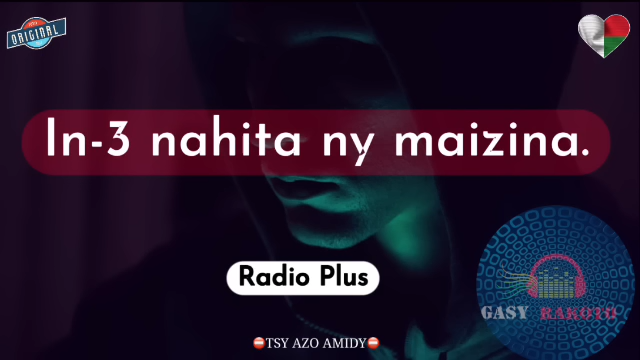 ORIGINAL
In-3 nahita ny maizina.
Radio Plus
GASY RAKOTO
⛔TSY AZO AMIDY⛔